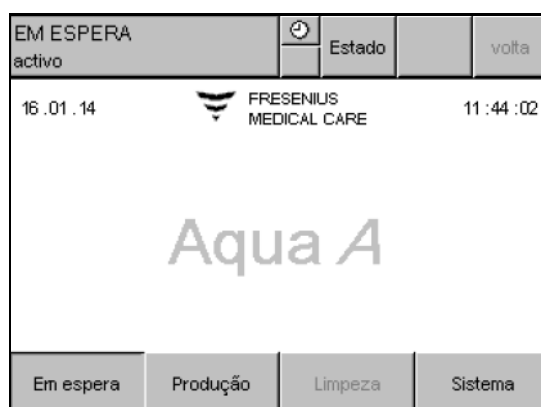 EM ESPERA
activo
Estado
volta
16 .01 .14
FRESENIUS
MEDICAL CARE
11 :44 :02
Aqua A
Em espera
Produção
Limpeza
Sistema